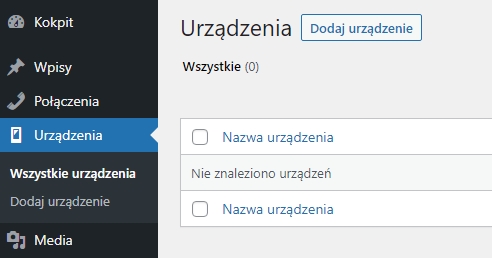 Kokpit
Wpisy
Połączenia
Urządzenia
Wszystkie urządzenia
Dodaj urządzenie
Media
Urządzenia Dodaj urządzenie
Wszystkie (0)
Nazwa urządzenia
Nie znaleziono urządzeń
Nazwa urządzenia